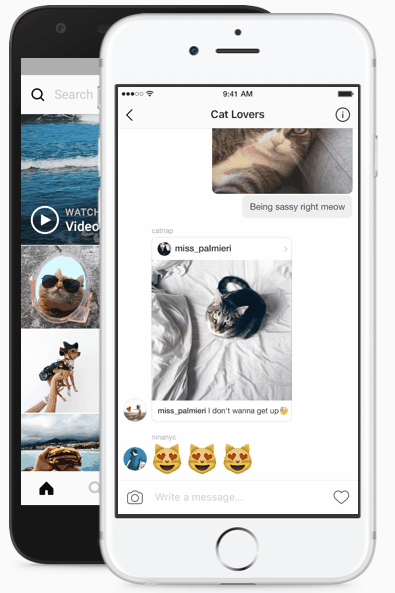 Search
WATCH
Video
9:41 AM
Cat Lovers
Being sassy right meow
catnap
miss_palmieri
miss_palmieri I don't wanna get up
ninanyc
Write a message...